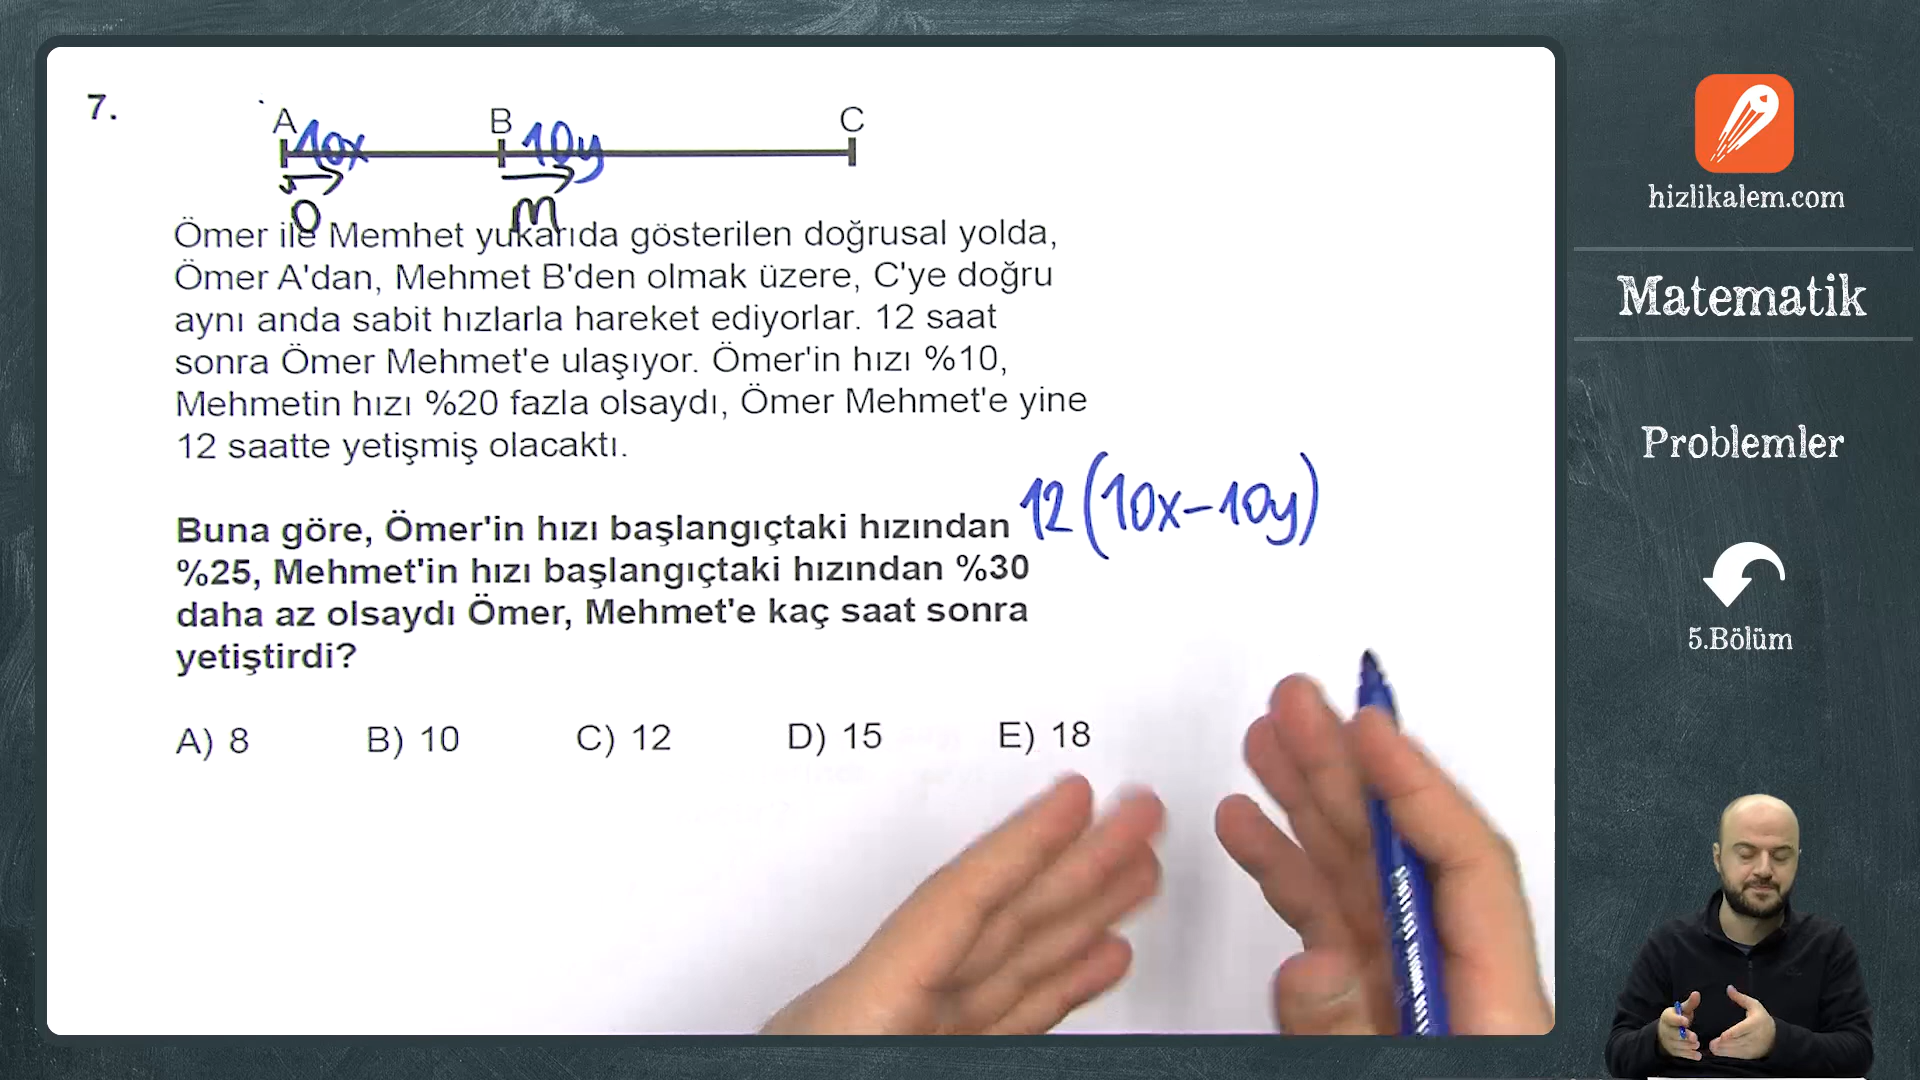 7.
A B C
10x 10y
O M
Ömer ile Memhet yukarıda gösterilen doğrusal yolda,
Ömer A'dan, Mehmet B'den olmak üzere, C'ye doğru
aynı anda sabit hızlarla hareket ediyorlar. 12 saat
sonra Ömer Mehmet'e ulaşıyor. Ömer'in hızı %10,
Mehmetin hızı %20 fazla olsaydı, Ömer Mehmet'e yine
12 saatte yetişmiş olacaktı.
12(10x-10y)
Buna göre, Ömer'in hızı başlangıçtaki hızından
%25, Mehmet'in hızı başlangıçtaki hızından %30
daha az olsaydı Ömer, Mehmet'e kaç saat sonra
yetiştirdi?
A) 8 B) 10 C) 12 D) 15 E) 18
hizlikalem.com
Matematik
Problemler
5.Bölüm